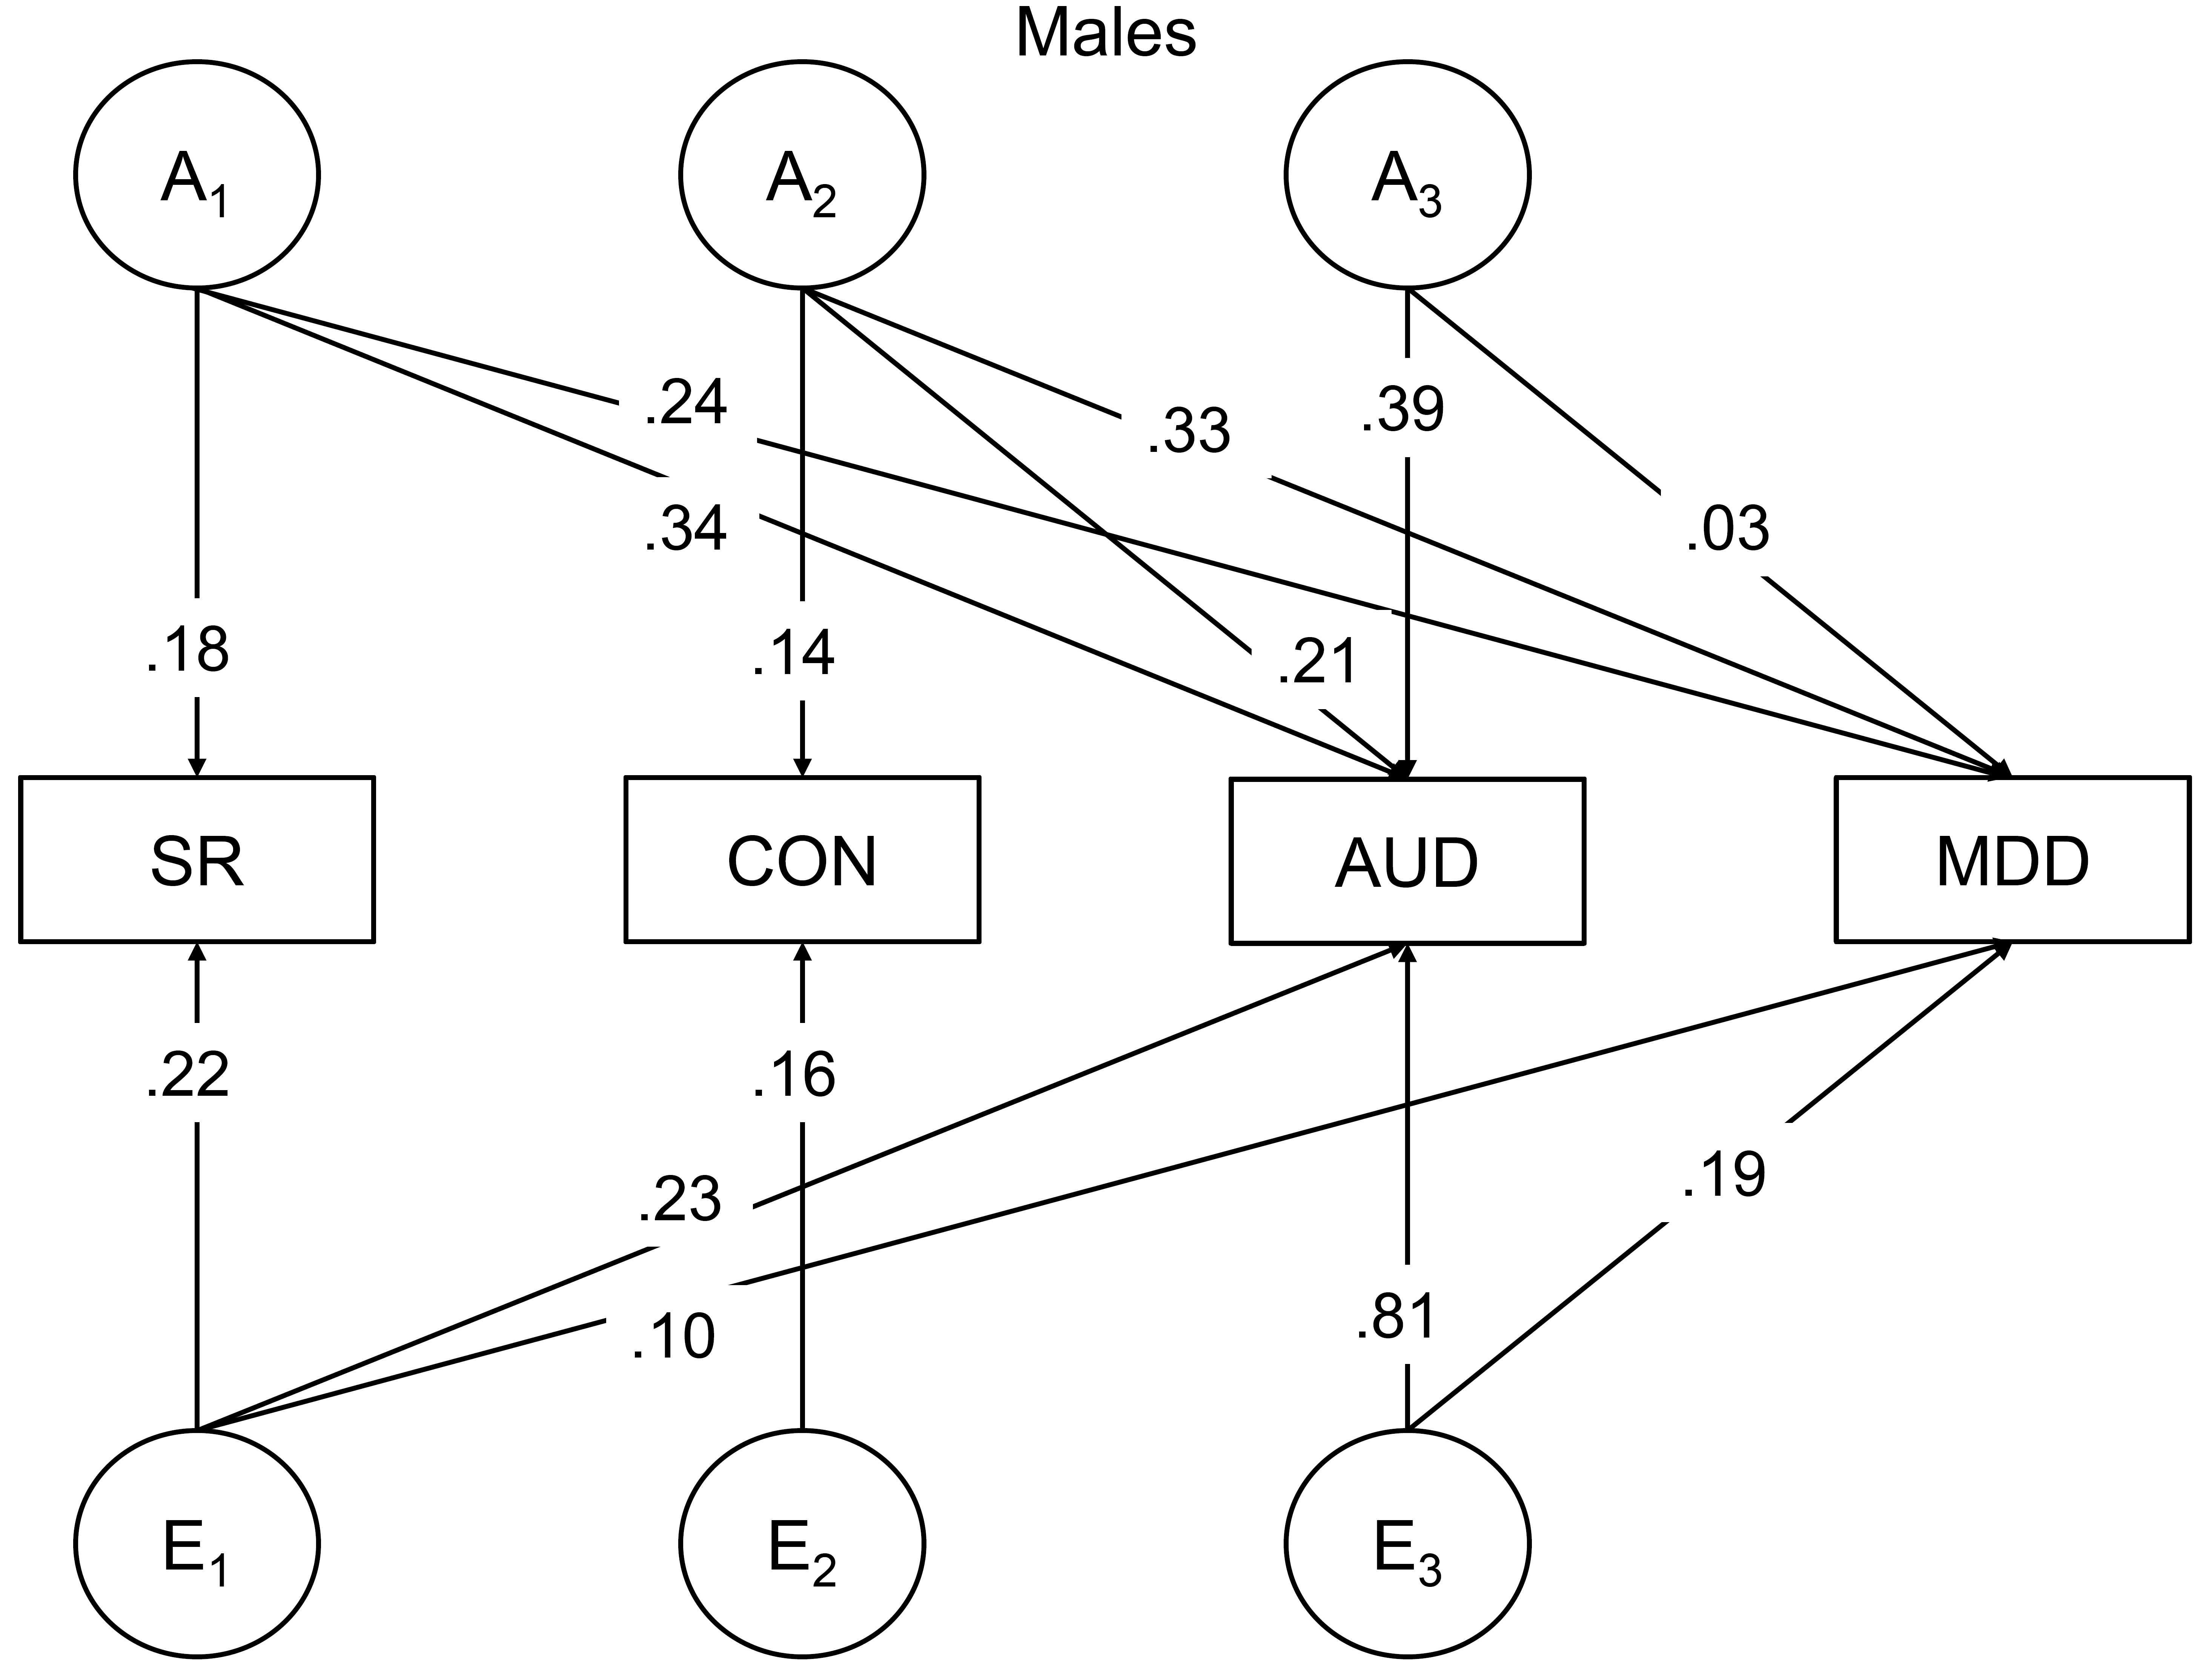 Males
A1
A2
A3
.24
.33
.39
.34
.03
.18
.14
.21
SR
CON
AUD
MDD
.22
.16
.23
.19
.10
.81
E1
E2
E3